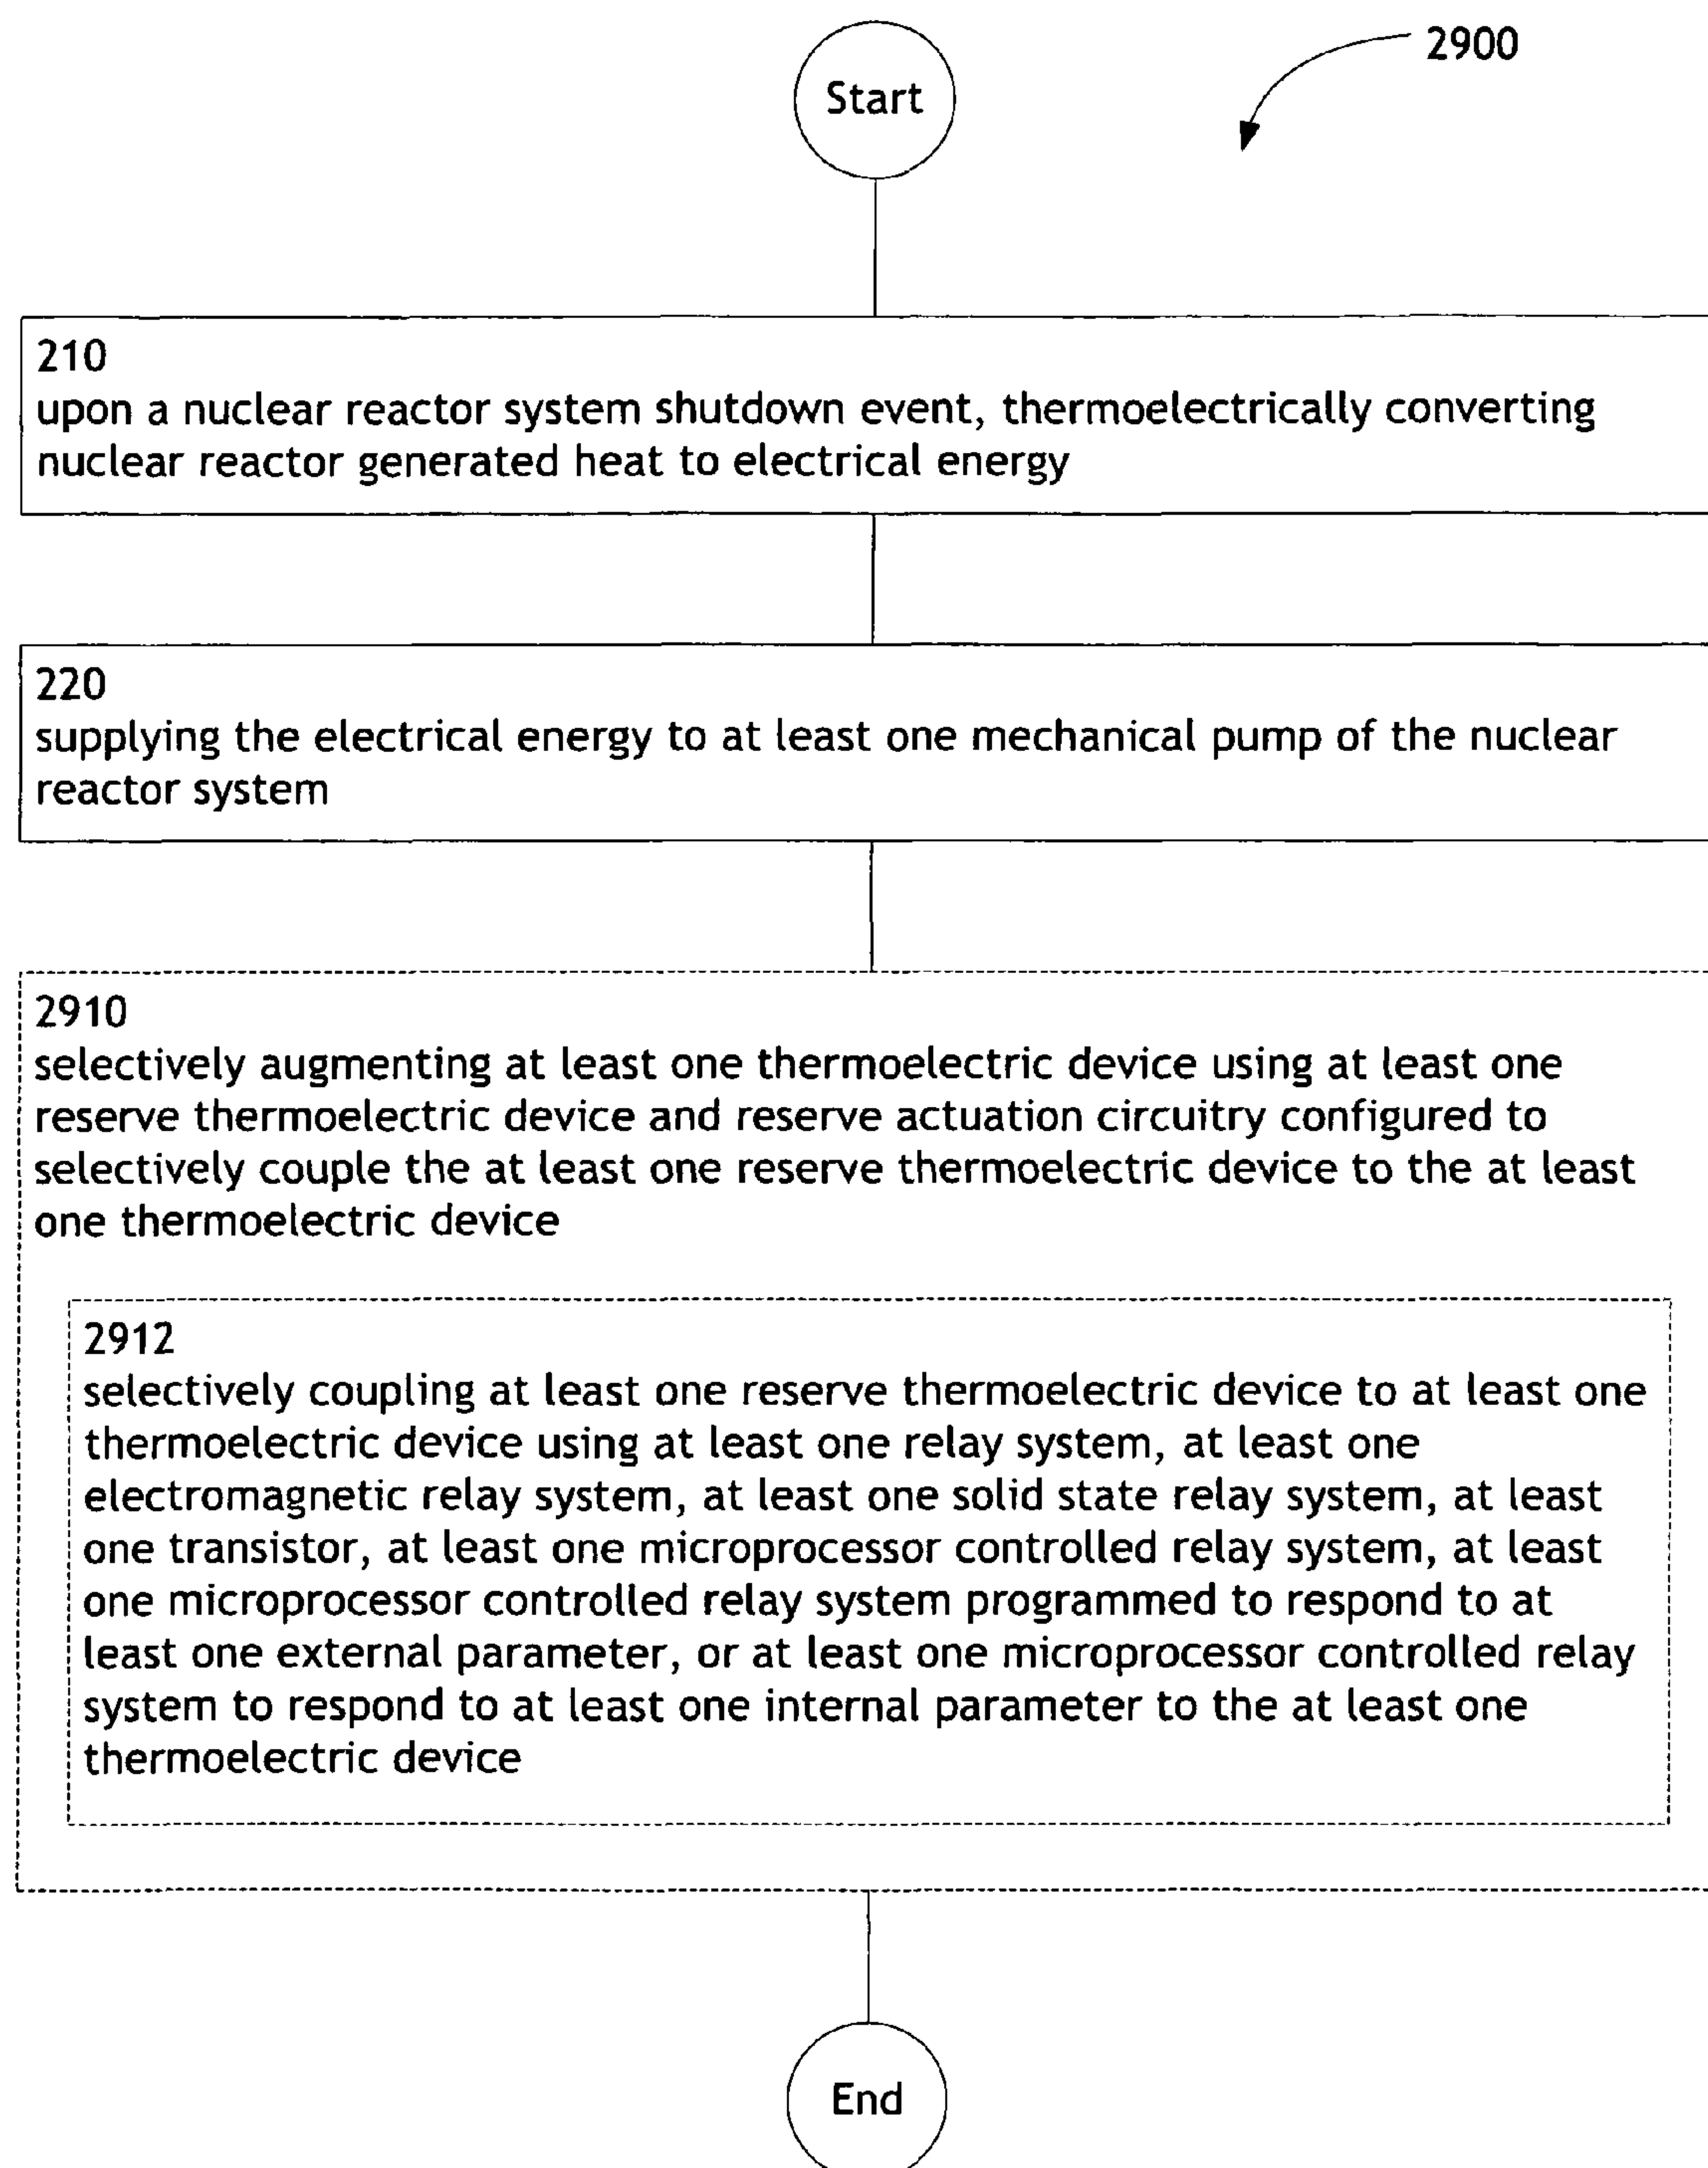 2900
Start
210
upon a nuclear reactor system shutdown event, thermoelectrically converting
nuclear reactor generated heat to electrical energy
220
supplying the electrical energy to at least one mechanical pump of the nuclear
reactor system
2910
selectively augmenting at least one thermoelectric device using at least one
reserve thermoelectric device and reserve actuation circuitry configured to
selectively couple the at least one reserve thermoelectric device to the at least
one thermoelectric device
2912
selectively coupling at least one reserve thermoelectric device to at least one
thermoelectric device using at least one relay system, at least one
electromagnetic relay system, at least one solid state relay system, at least
one transistor, at least one microprocessor controlled relay system, at least
one microprocessor controlled relay system programmed to respond to at
least one external parameter, or at least one microprocessor controlled relay
system to respond to at least one internal parameter to the at least one
thermoelectric device
End